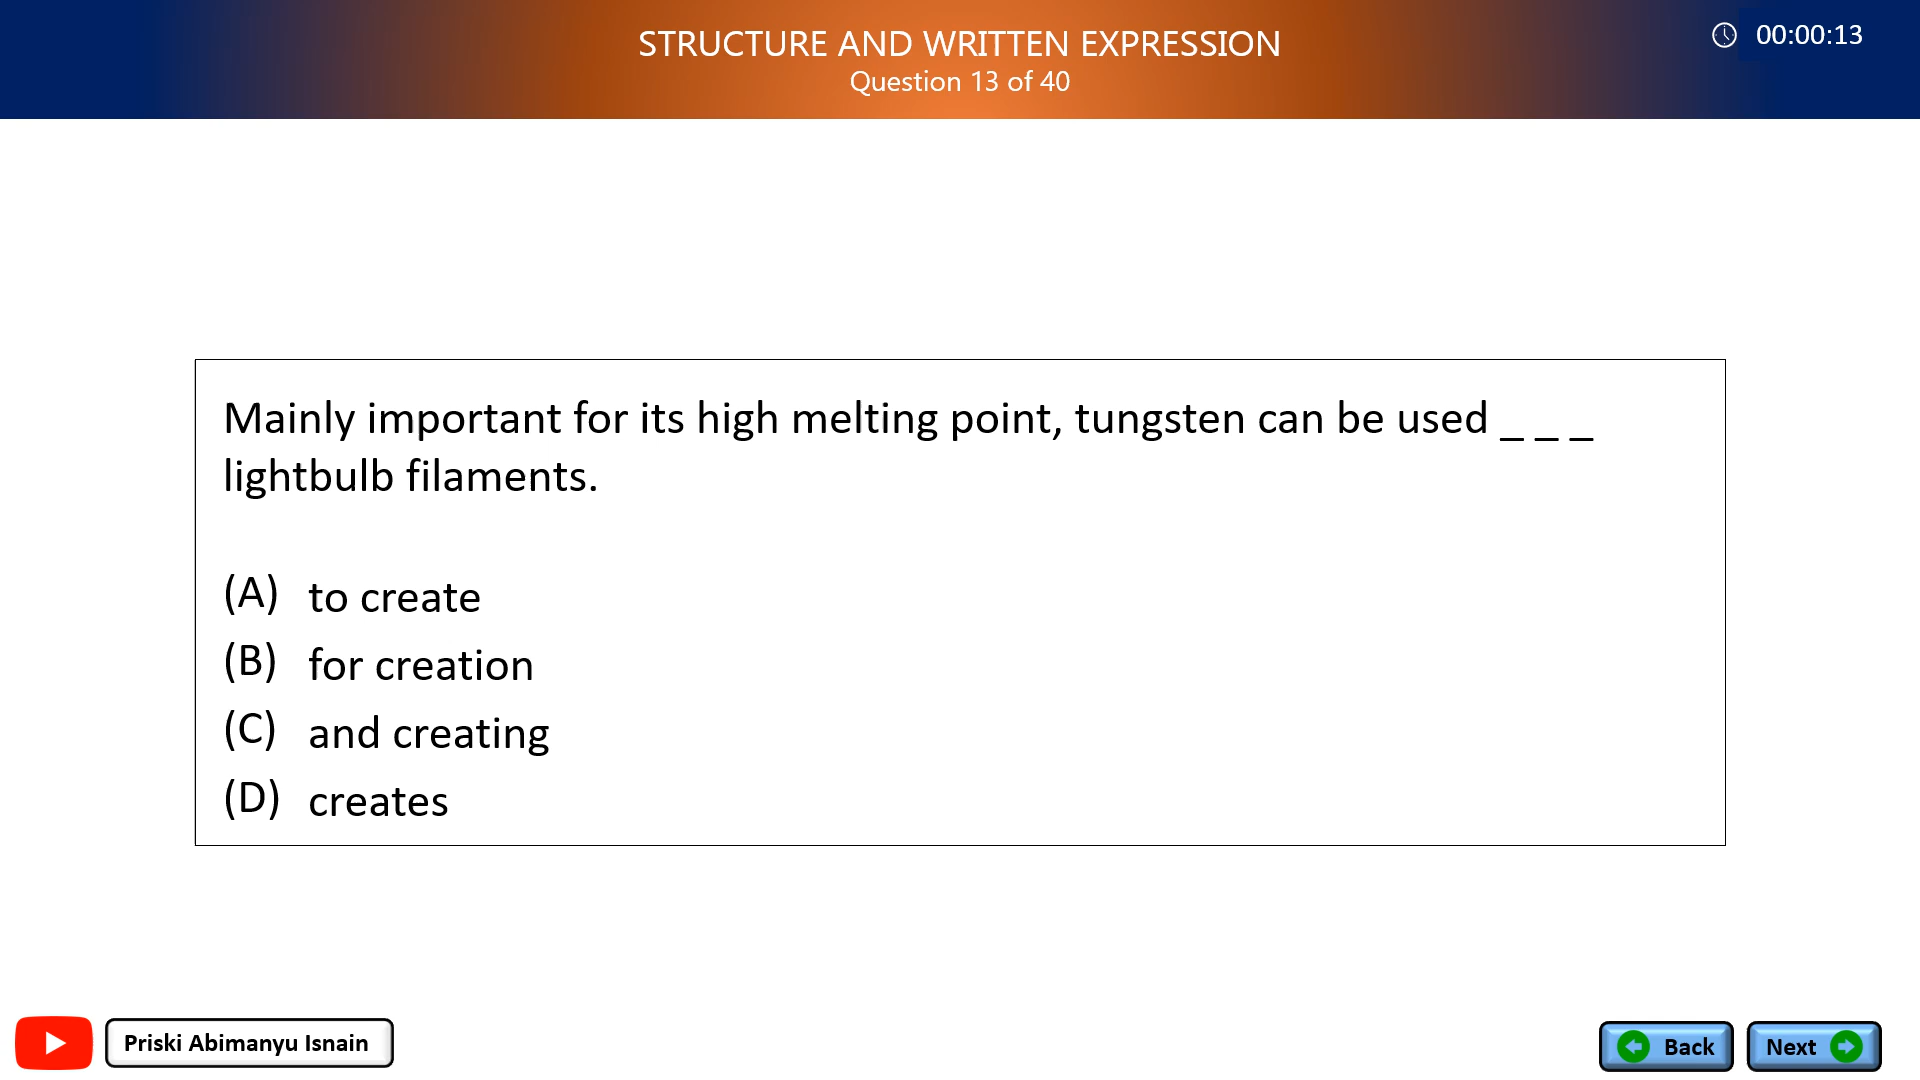 STRUCTURE AND WRITTEN EXPRESSION
Question 13 of 40
00:00:13
Mainly important for its high melting point, tungsten can be used _ _ _
lightbulb filaments.
(A) to create
(B) for creation
(C) and creating
(D) creates
Priski Abimanyu Isnain
Back
Next